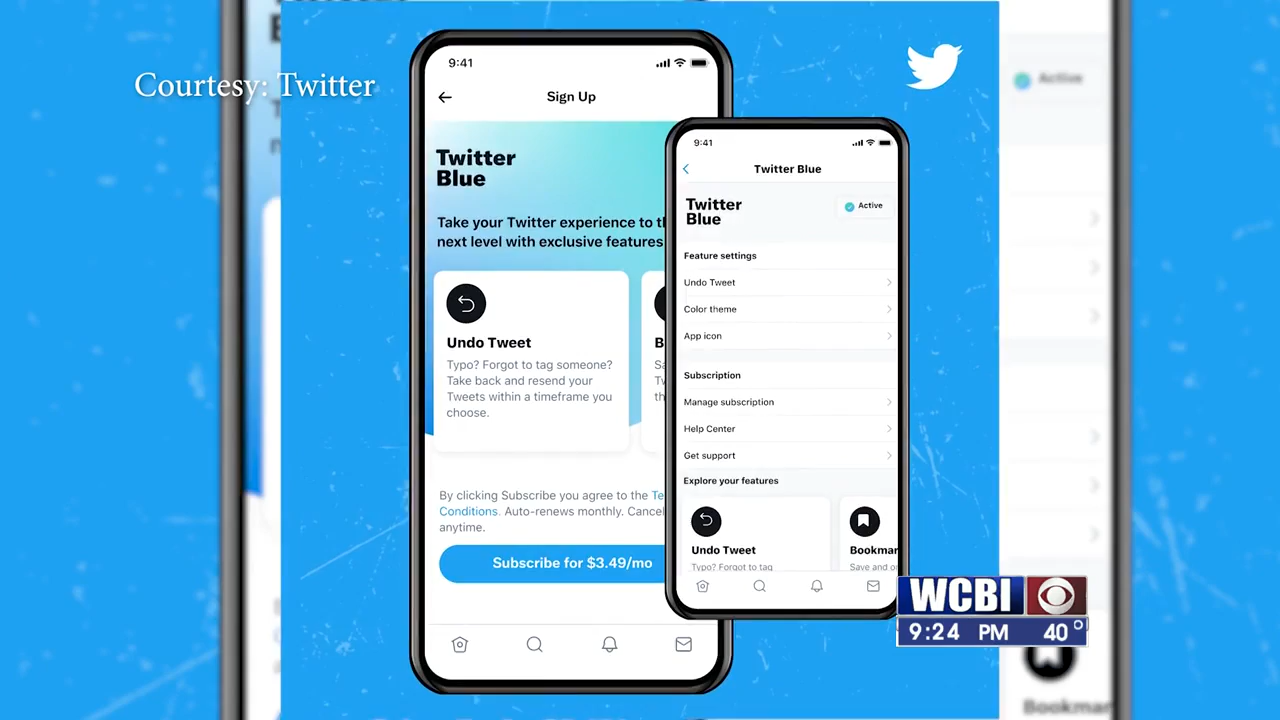 Courtesy: Twitter
9:41
Sign Up
Twitter
Blue
Take your Twitter experience to th
next level with exclusive features
Undo Tweet
Typo? Forgot to tag someone?
Take back and resend your
Tweets within a timeframe you
choose.
B
Sa
Tw
th
By clicking Subscribe you agree to the Te
Conditions. Auto-renews monthly. Cancel
anytime.
Subscribe for $3.49/mo
9:41
Twitter Blue
Twitter
Blue
Active
Feature settings
Undo Tweet
Color theme
App icon
Subscription
Manage subscription
Help Center
Get support
Explore your features
Undo Tweet
Typo? Forgot to tag
Bookmar
Save and or
Active
Bookmar
WCBI
9:24 PM 40°